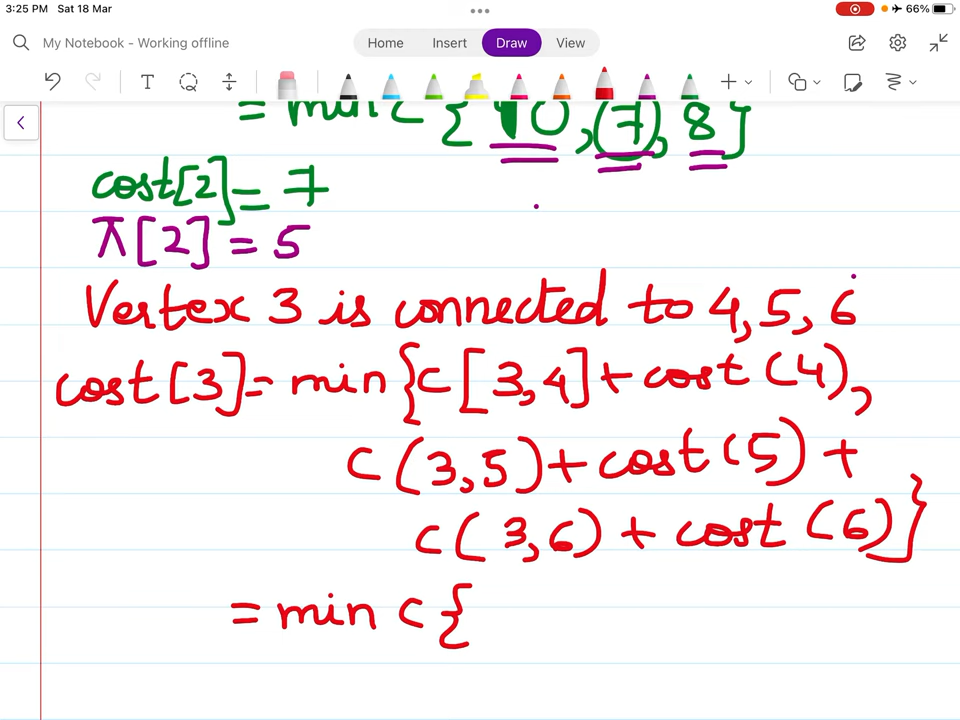 3:25 PM Sat 18 Mar
66%
My Notebook - Working offline
Home Insert Draw View
= min c { 10, (7), 8 }
cost[2] = 7
π[2] = 5
Vertex 3 is connected to 4, 5, 6
cost[3] = min { c [3,4] + cost (4),
c (3,5) + cost (5) +
c ( 3,6) + cost (6) }
= min c {